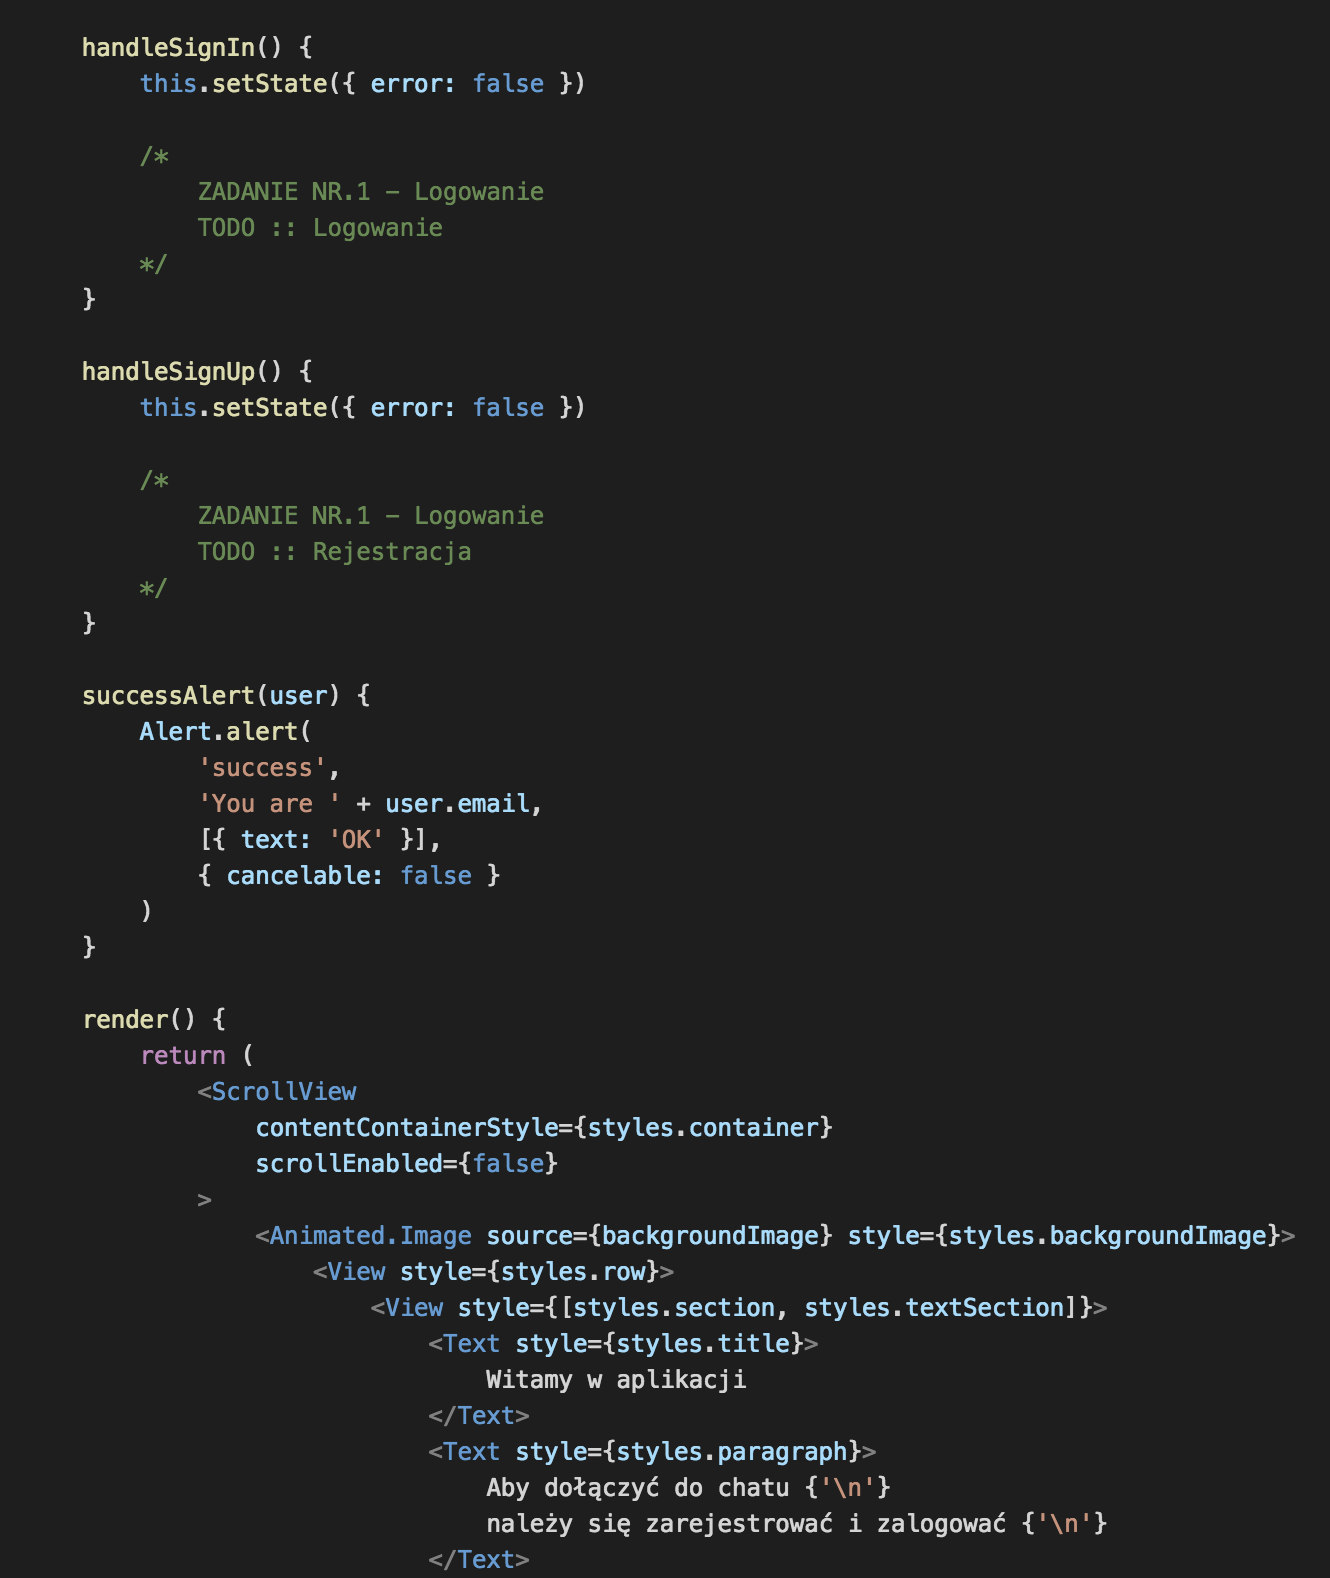 handleSignIn() {
this.setState({ error: false })
/*
ZADANIE NR.1 - Logowanie
TODO :: Logowanie
*/
}
handleSignUp() {
this.setState({ error: false })
/*
ZADANIE NR.1 - Logowanie
TODO :: Rejestracja
*/
}
successAlert(user) {
Alert.alert(
'success',
'You are ' + user.email,
[{ text: 'OK' }],
{ cancelable: false }
)
}
render() {
return (
<ScrollView
contentContainerStyle={styles.container}
scrollEnabled={false}
>
<Animated.Image source={backgroundImage} style={styles.backgroundImage}>
<View style={styles.row}>
<View style={[styles.section, styles.textSection]}>
<Text style={styles.title}>
Witamy w aplikacji
</Text>
<Text style={styles.paragraph}>
Aby dołączyć do chatu {'\n'}
należy się zarejestrować i zalogować {'\n'}
</Text>